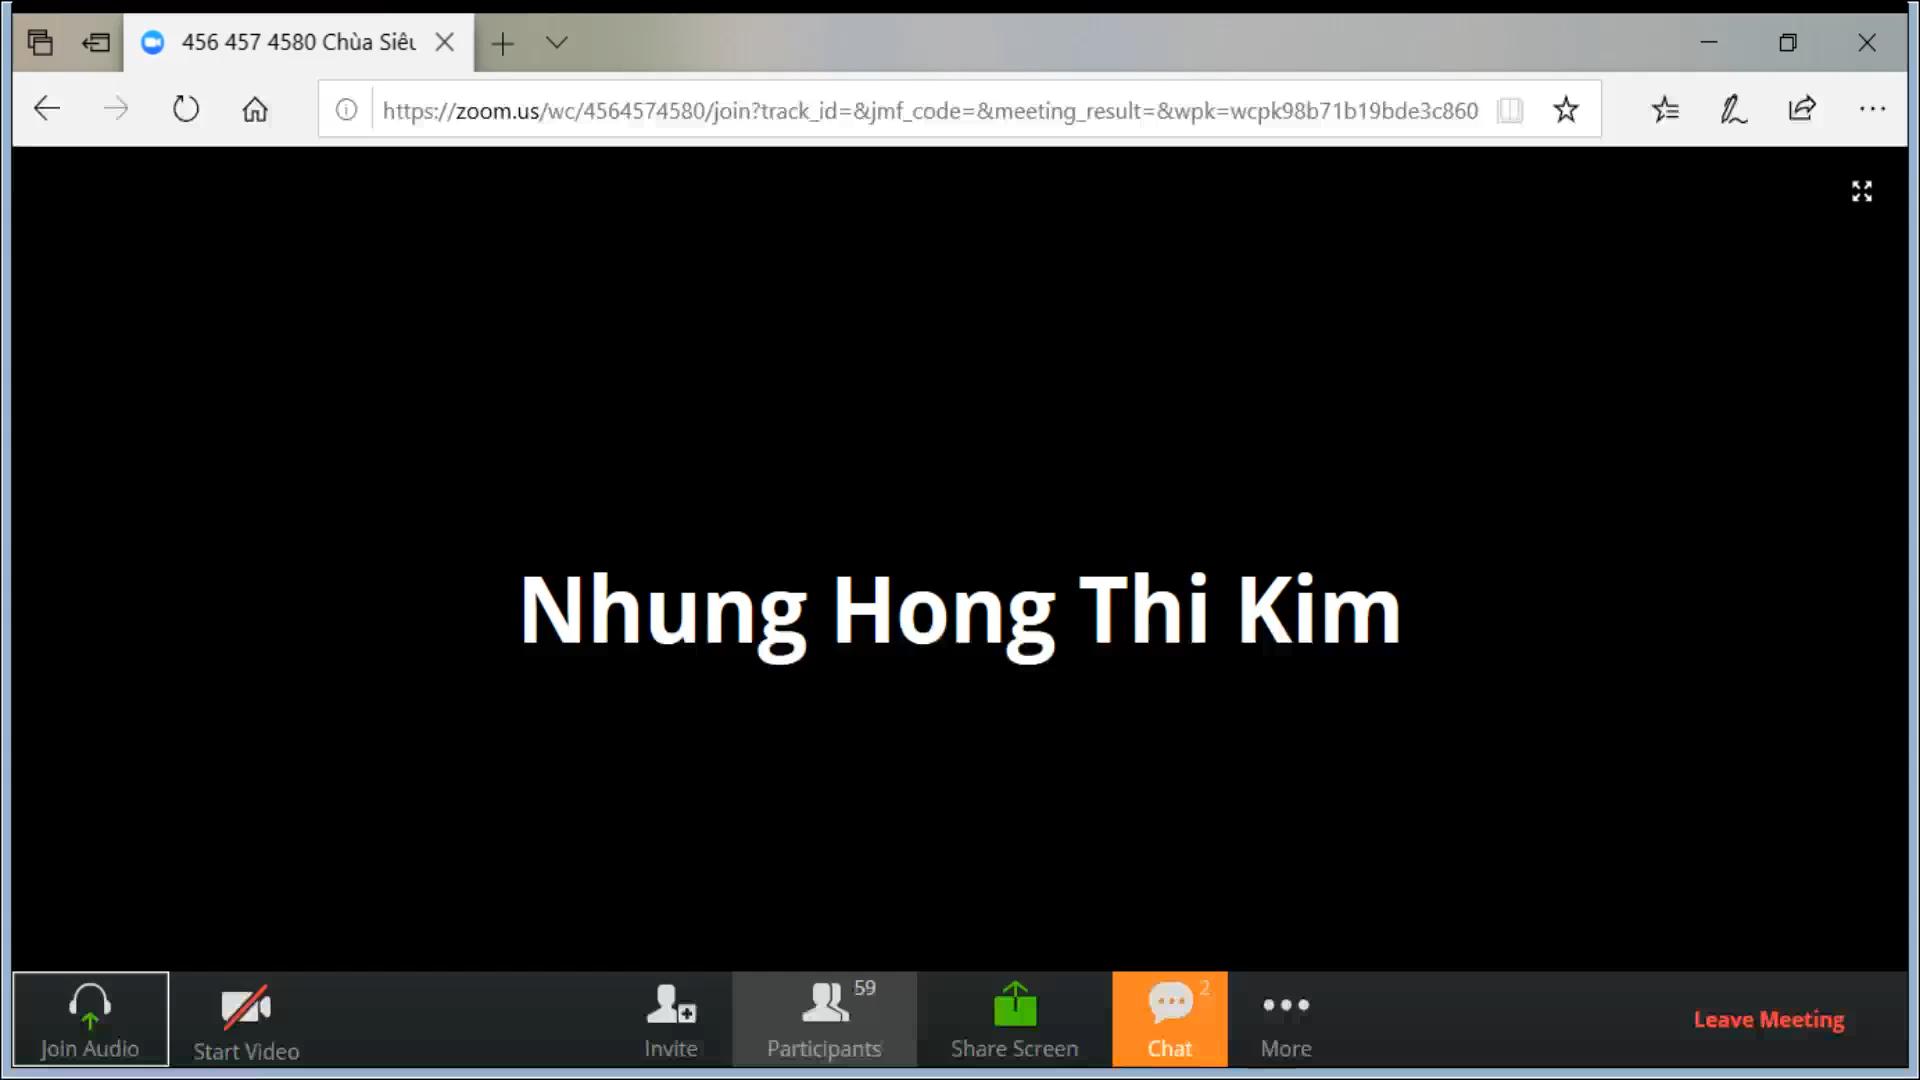 456 457 4580 Chùa Siêu
https://zoom.us/wc/4564574580/join?track_id=&jmf_code=&meeting_result=&wpk=wcpk98b71b19bde3c860
Nhung Hong Thi Kim
Join Audio
Start Video
Invite
59
Participants
Share Screen
2
Chat
More
Leave Meeting